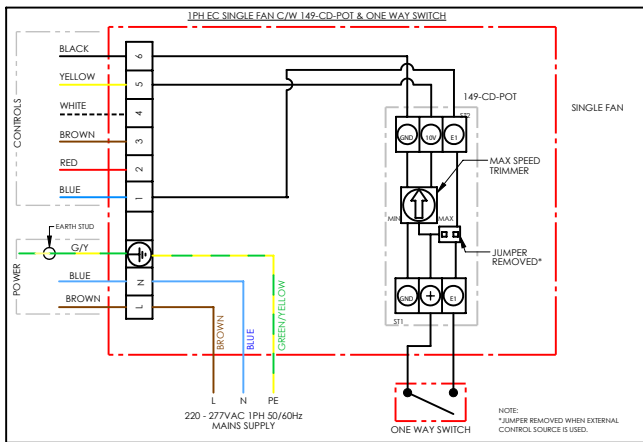 1PH EC SINGLE FAN C/W 149-CD-POT & ONE WAY SWITCH
CONTROLS
BLACK
YELLOW
WHITE
BROWN
RED
BLUE
6
5
4
3
2
1
EARTH STUD
G/Y
POWER
BLUE
BROWN
N
L
BROWN
BLUE
GREEN/YELLOW
L N PE
220 - 277VAC 1PH 50/60Hz
MAINS SUPPLY
149-CD-POT
SINGLE FAN
ST2
GND 10V E1
MAX SPEED
TRIMMER
MIN MAX
JUMPER
REMOVED*
GND + E1
ST1
ONE WAY SWITCH
NOTE:
*JUMPER REMOVED WHEN EXTERNAL
CONTROL SOURCE IS USED.